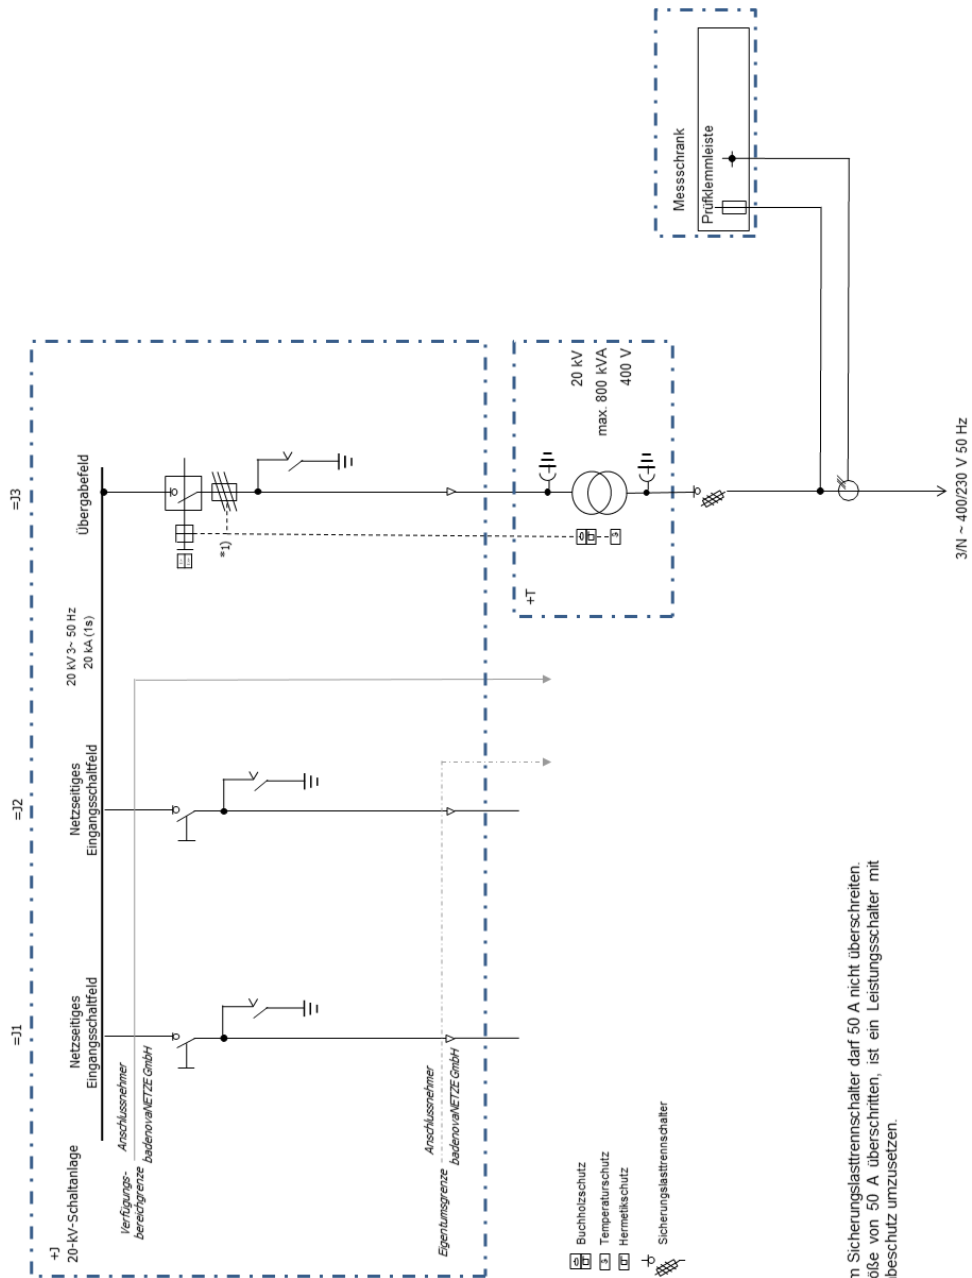 =J1
=J2
=J3
+J
20-kV-Schaltanlage
Netzseitiges
Eingangsschaltfeld
Netzseitiges
Eingangsschaltfeld
20 kV 3~ 50 Hz
20 kA (1s)
Übergabefeld
Verfügungs-
bereichgrenze
Anschlussnehmer
badenovaNETZE GmbH
*1)
Eigentumsgrenze
Anschlussnehmer
badenovaNETZE GmbH
+T
20 kV
max. 800 kVA
400 V
Messschrank
Prüfklemmleiste
Buchholzschutz
Temperaturschutz
Hermetikschutz
Sicherungslasttrennschalter
3/N ~ 400/230 V 50 Hz
Sicherungslasttrennschalter darf 50 A nicht überschreiten.
öße von 50 A überschritten, ist ein Leistungsschalter mit
beschutz umzusetzen.